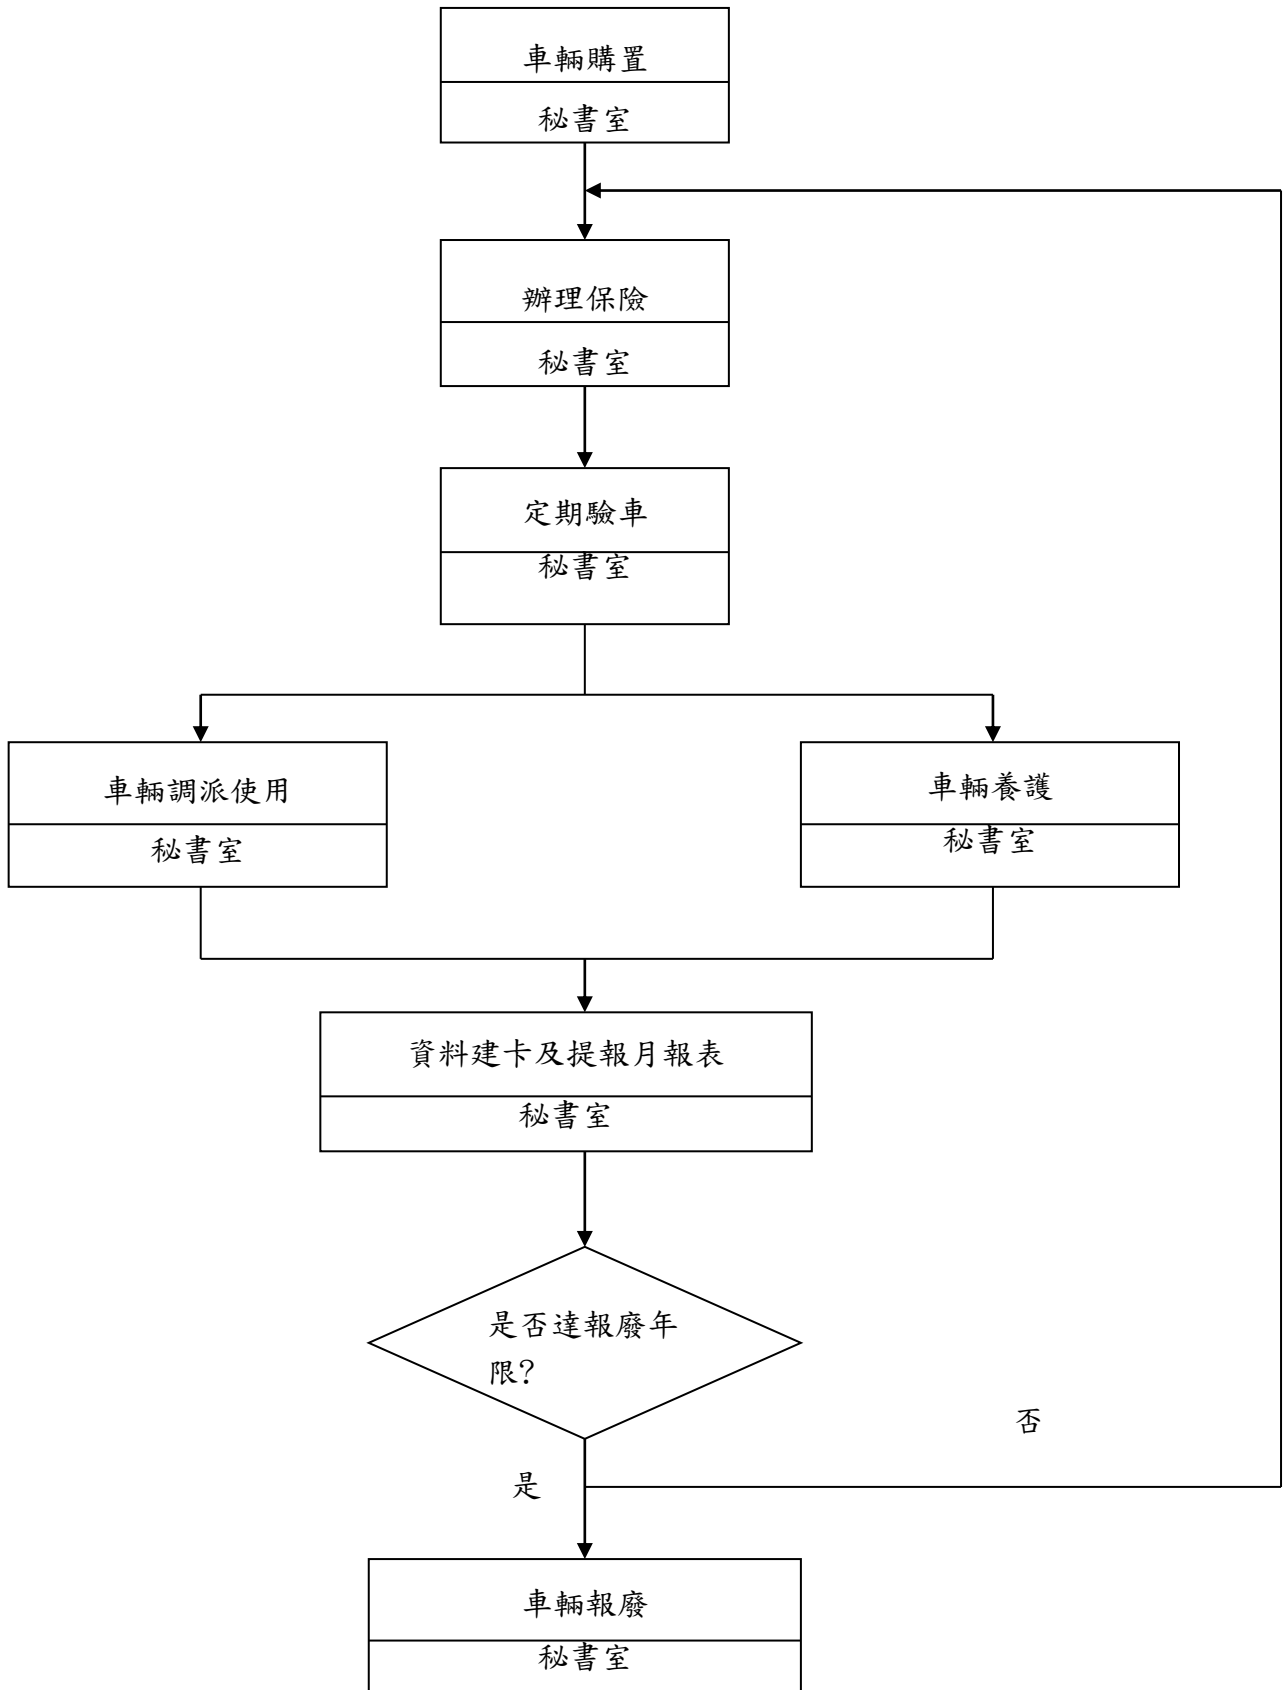 車輛購置
秘書室
辦理保險
秘書室
定期驗車
秘書室
車輛調派使用
秘書室
車輛養護
秘書室
資料建卡及提報月報表
秘書室
是否達報廢年
限?
否
是
車輛報廢
秘書室